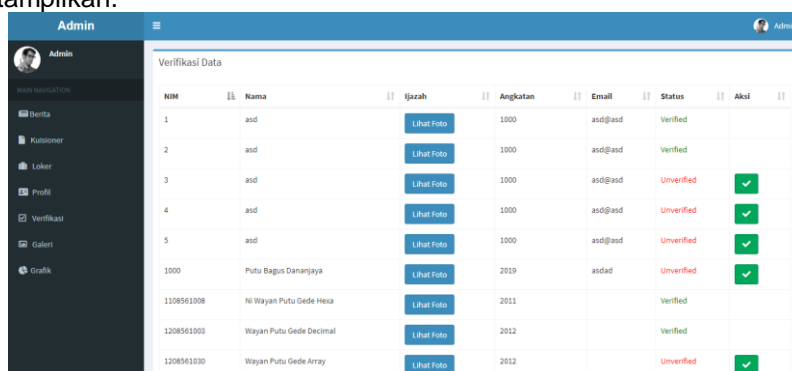 tampilkan.
Admin
Admin
Admin
Verifikasi Data
MAIN NAVIGATION
Berita
Kuisioner
Loker
Profil
Verifikasi
Galeri
Grafik
NIM Nama Ijazah Angkatan Email Status Aksi
1 asd Lihat Foto 1000 asd@asd Verified
2 asd Lihat Foto 1000 asd@asd Verified
3 asd Lihat Foto 1000 asd@asd Unverified
4 asd Lihat Foto 1000 asd@asd Unverified
5 asd Lihat Foto 1000 asd@asd Unverified
1000 Putu Bagus Dananjaya Lihat Foto 2019 asdad Unverified
1108561008 Ni Wayan Putu Gede Hexa Lihat Foto 2011 Verified
1208561003 Wayan Putu Gede Decimal Lihat Foto 2012 Verified
1208561030 Wayan Putu Gede Array Lihat Foto 2012 Unverified